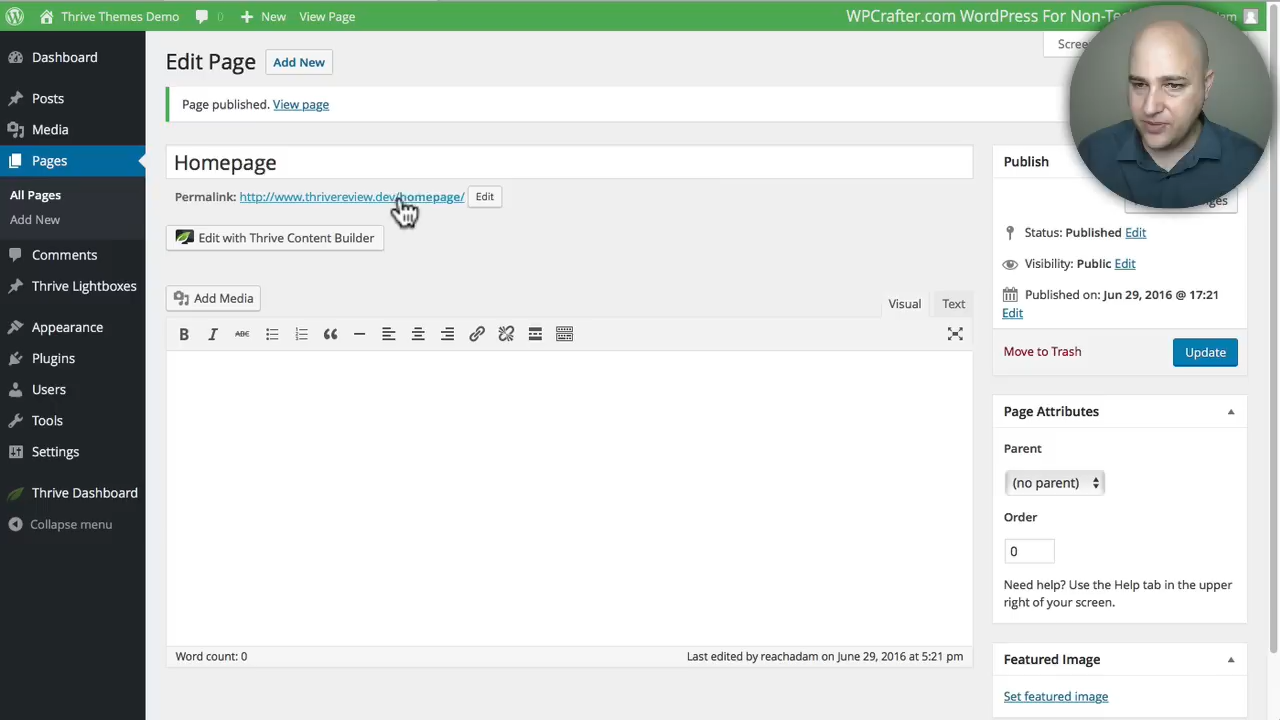 Thrive Themes Demo
0
New
View Page
WPCrafter.com WordPress For Non-
Dashboard
Posts
Media
Pages
All Pages
Add New
Comments
Thrive Lightboxes
Appearance
Plugins
Users
Tools
Settings
Thrive Dashboard
Collapse menu
Edit Page
Add New
Page published. View page
Homepage
Permalink: http://www.thrivereview.dev/homepage/
Edit
Edit with Thrive Content Builder
Add Media
Visual
Text
B
I
ABC
Word count: 0
Last edited by reachadam on June 29, 2016 at 5:21 pm
Publish
Status: Published Edit
Visibility: Public Edit
Published on: Jun 29, 2016 @ 17:21
Edit
Move to Trash
Update
Page Attributes
Parent
(no parent)
Order
0
Need help? Use the Help tab in the upper
right of your screen.
Featured Image
Set featured image